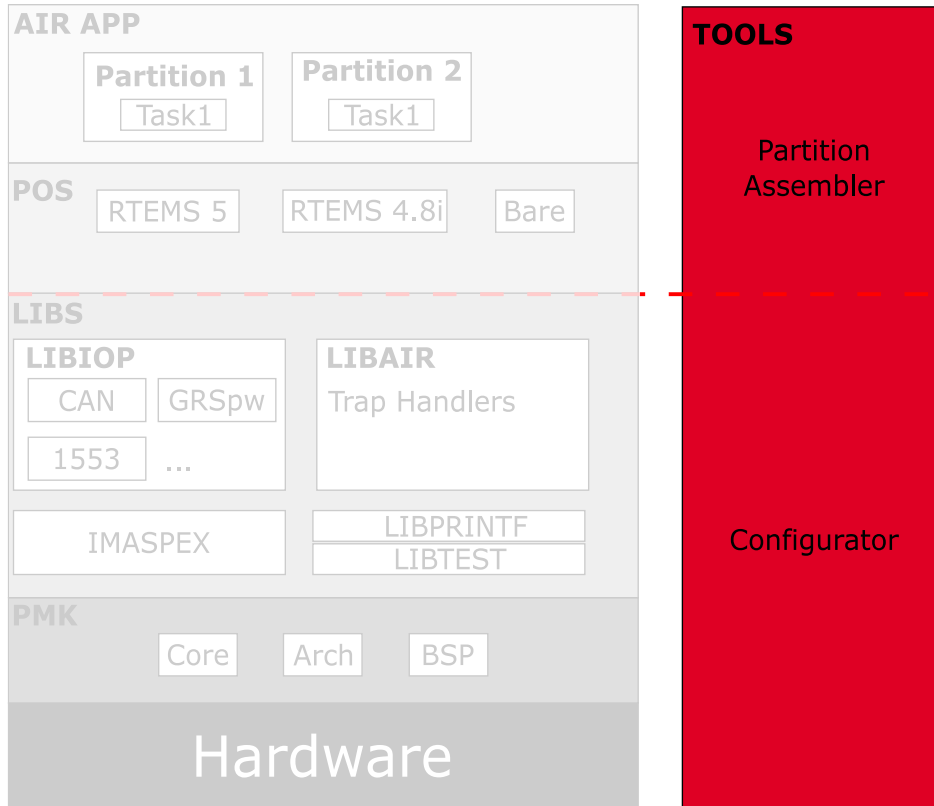 AIR APP
Partition 1
Task1
Partition 2
Task1
POS
RTEMS 5
RTEMS 4.8i
Bare
LIBS
LIBIOP
CAN
GRSpw
1553
...
LIBAIR
Trap Handlers
IMASPEX
LIBPRINTF
LIBTEST
PMK
Core
Arch
BSP
Hardware
TOOLS
Partition
Assembler
Configurator